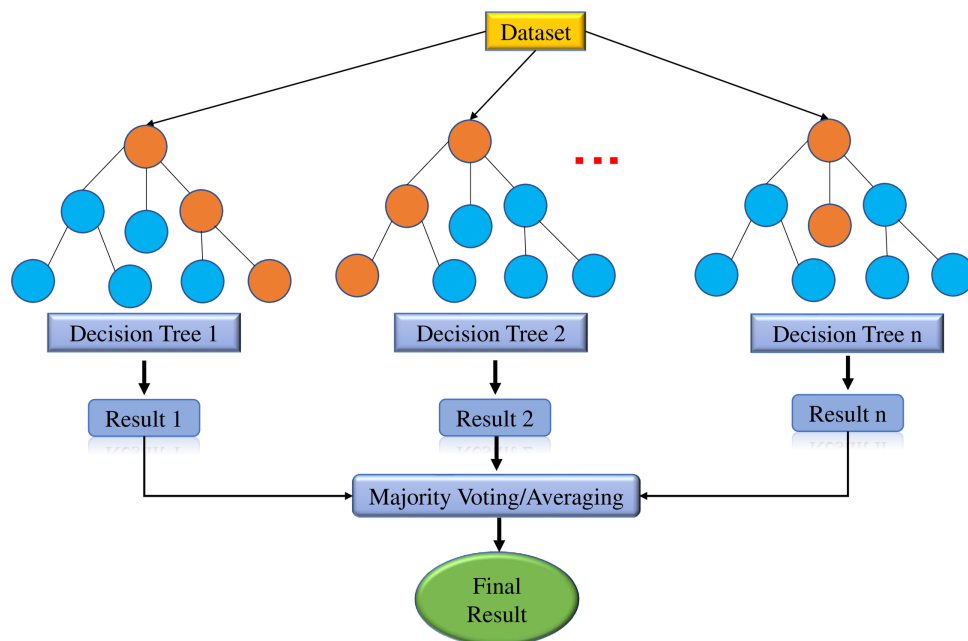 Dataset
...
Decision Tree 1
Decision Tree 2
Decision Tree n
Result 1
Result 2
Result n
Majority Voting/Averaging
Final
Result